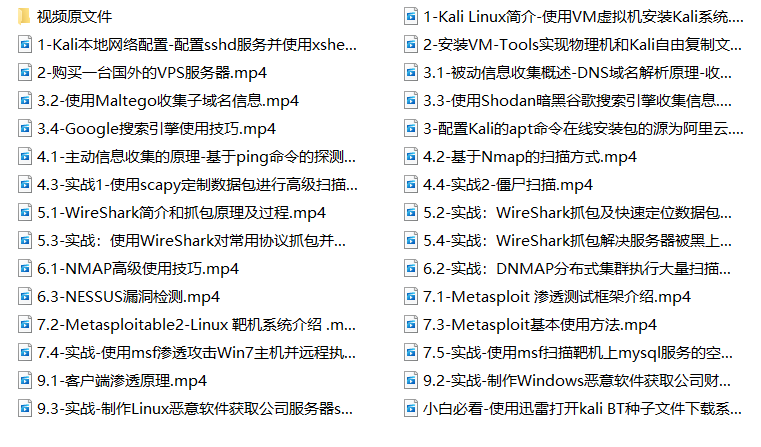 视频原文件
1-Kali Linux简介-使用VM虚拟机安装Kali系统....
1-Kali本地网络配置-配置sshd服务并使用xshe...
2-安装VM-Tools实现物理机和Kali自由复制文...
2-购买一台国外的VPS服务器.mp4
3.1-被动信息收集概述-DNS域名解析原理-收...
3.2-使用Maltego收集子域名信息.mp4
3.3-使用Shodan暗黑谷歌搜索引擎收集信息....
3.4-Google搜索引擎使用技巧.mp4
3-配置Kali的apt命令在线安装包的源为阿里云....
4.1-主动信息收集的原理-基于ping命令的探测...
4.2-基于Nmap的扫描方式.mp4
4.3-实战1-使用scapy定制数据包进行高级扫描...
4.4-实战2-僵尸扫描.mp4
5.1-WireShark简介和抓包原理及过程.mp4
5.2-实战：WireShark抓包及快速定位数据包...
5.3-实战：使用WireShark对常用协议抓包并...
5.4-实战：WireShark抓包解决服务器被黑上...
6.1-NMAP高级使用技巧.mp4
6.2-实战：DNMAP分布式集群执行大量扫描...
6.3-NESSUS漏洞检测.mp4
7.1-Metasploit 渗透测试框架介绍.mp4
7.2-Metasploitable2-Linux 靶机系统介绍 .m...
7.3-Metasploit基本使用方法.mp4
7.4-实战-使用msf渗透攻击Win7主机并远程执...
7.5-实战-使用msf扫描靶机上mysql服务的空...
9.1-客户端渗透原理.mp4
9.2-实战-制作Windows恶意软件获取公司财...
9.3-实战-制作Linux恶意软件获取公司服务器s...
小白必看-使用迅雷打开kali BT种子文件下载系...